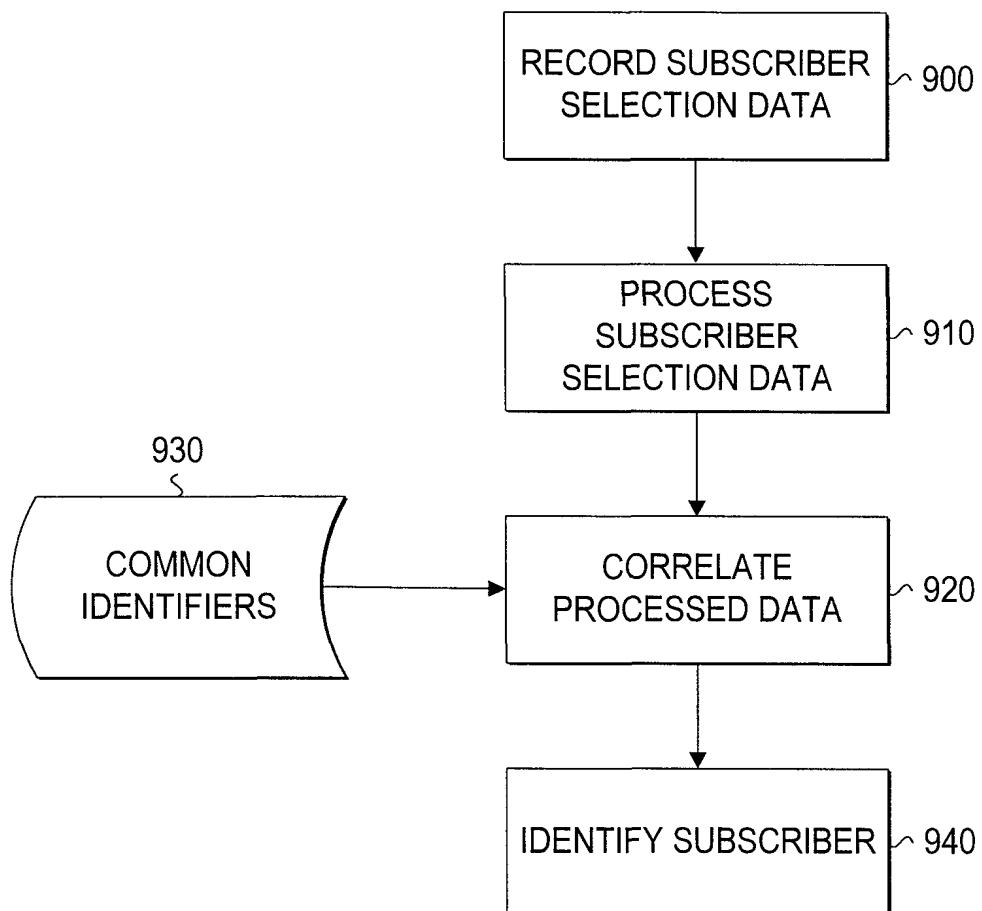 RECORD SUBSCRIBER
SELECTION DATA
900
PROCESS
SUBSCRIBER
SELECTION DATA
910
930
COMMON
IDENTIFIERS
CORRELATE
PROCESSED DATA
920
IDENTIFY SUBSCRIBER
940